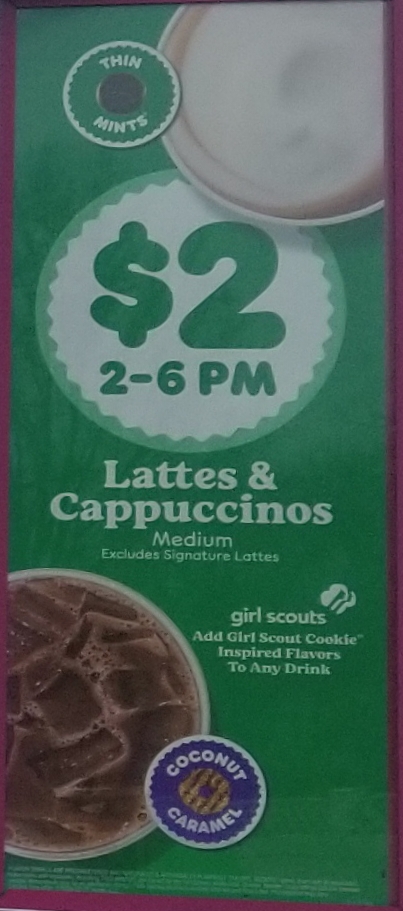 THIN
MINTS
$2
2-6 PM
Lattes &
Cappuccinos
Medium
Excludes Signature Lattes
girl scouts
Add Girl Scout Cookie™
Inspired Flavors
To Any Drink
COCONUT
CARAMEL